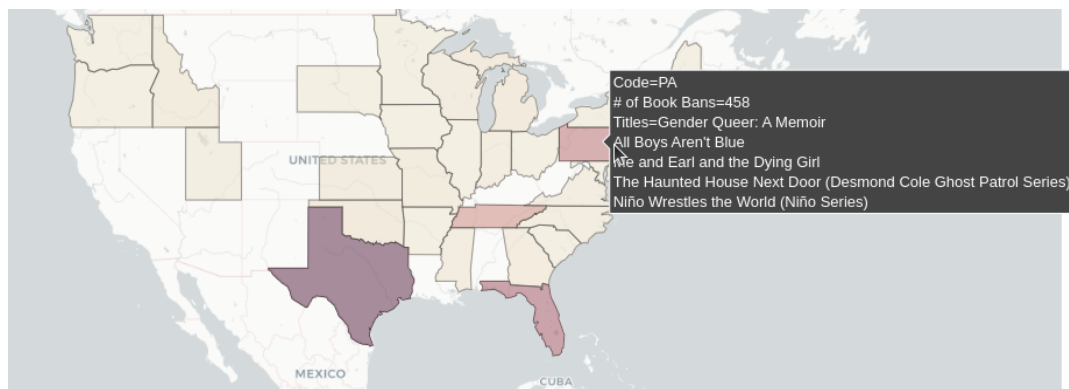 Code=PA
# of Book Bans=458
Titles=Gender Queer: A Memoir
All Boys Aren't Blue
Me and Earl and the Dying Girl
The Haunted House Next Door (Desmond Cole Ghost Patrol Series)
Niño Wrestles the World (Niño Series)
UNITED STATES
MEXICO
CUBA